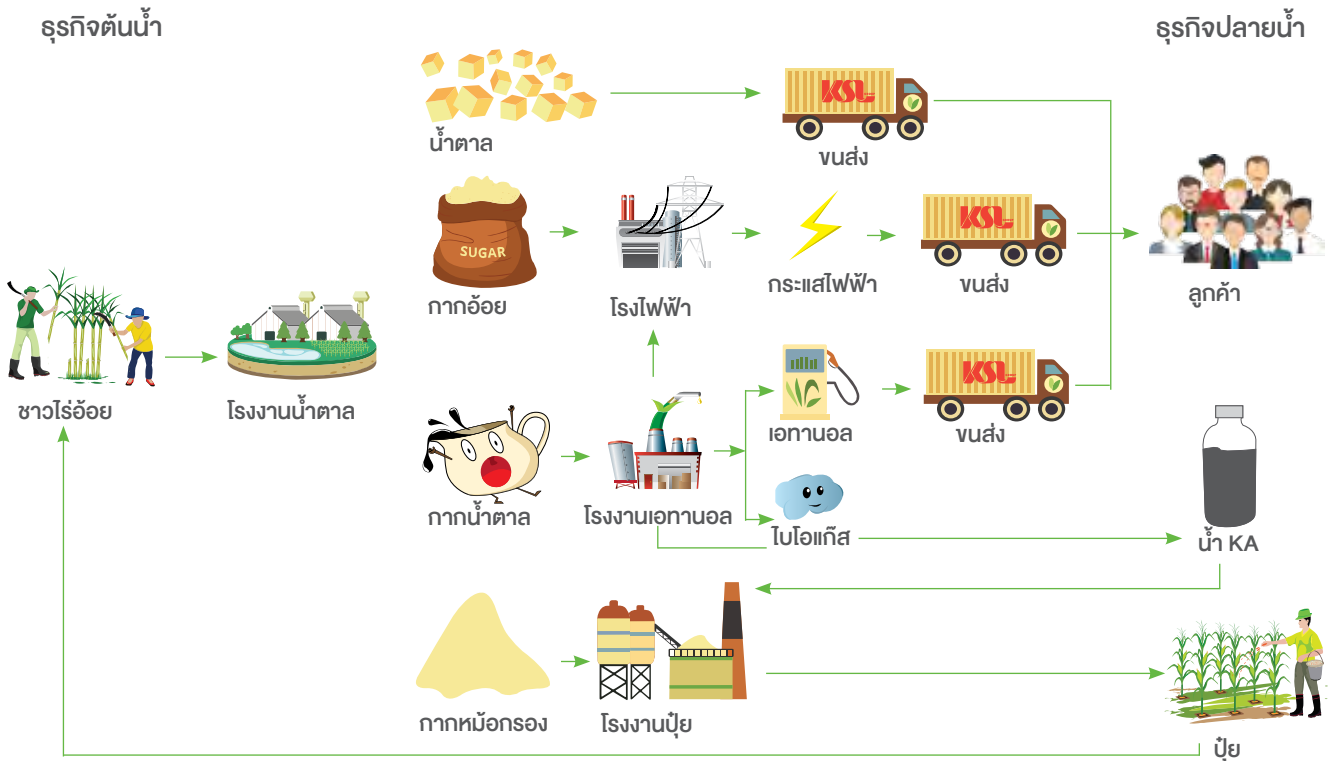 ธุรกิจต้นน้ำ
ธุรกิจปลายน้ำ
KSL
น้ำตาล
ขนส่ง
SUGAR
KSL
กากอ้อย
โรงไฟฟ้า
กระแสไฟฟ้า
ขนส่ง
ลูกค้า
KSL
ชาวไร่อ้อย
โรงงานน้ำตาล
เอทานอล
ขนส่ง
กากน้ำตาล
โรงงานเอทานอล
ไบโอแก๊ส
น้ำ KA
กากหม้อกรอง
โรงงานปุ๋ย
ปุ๋ย